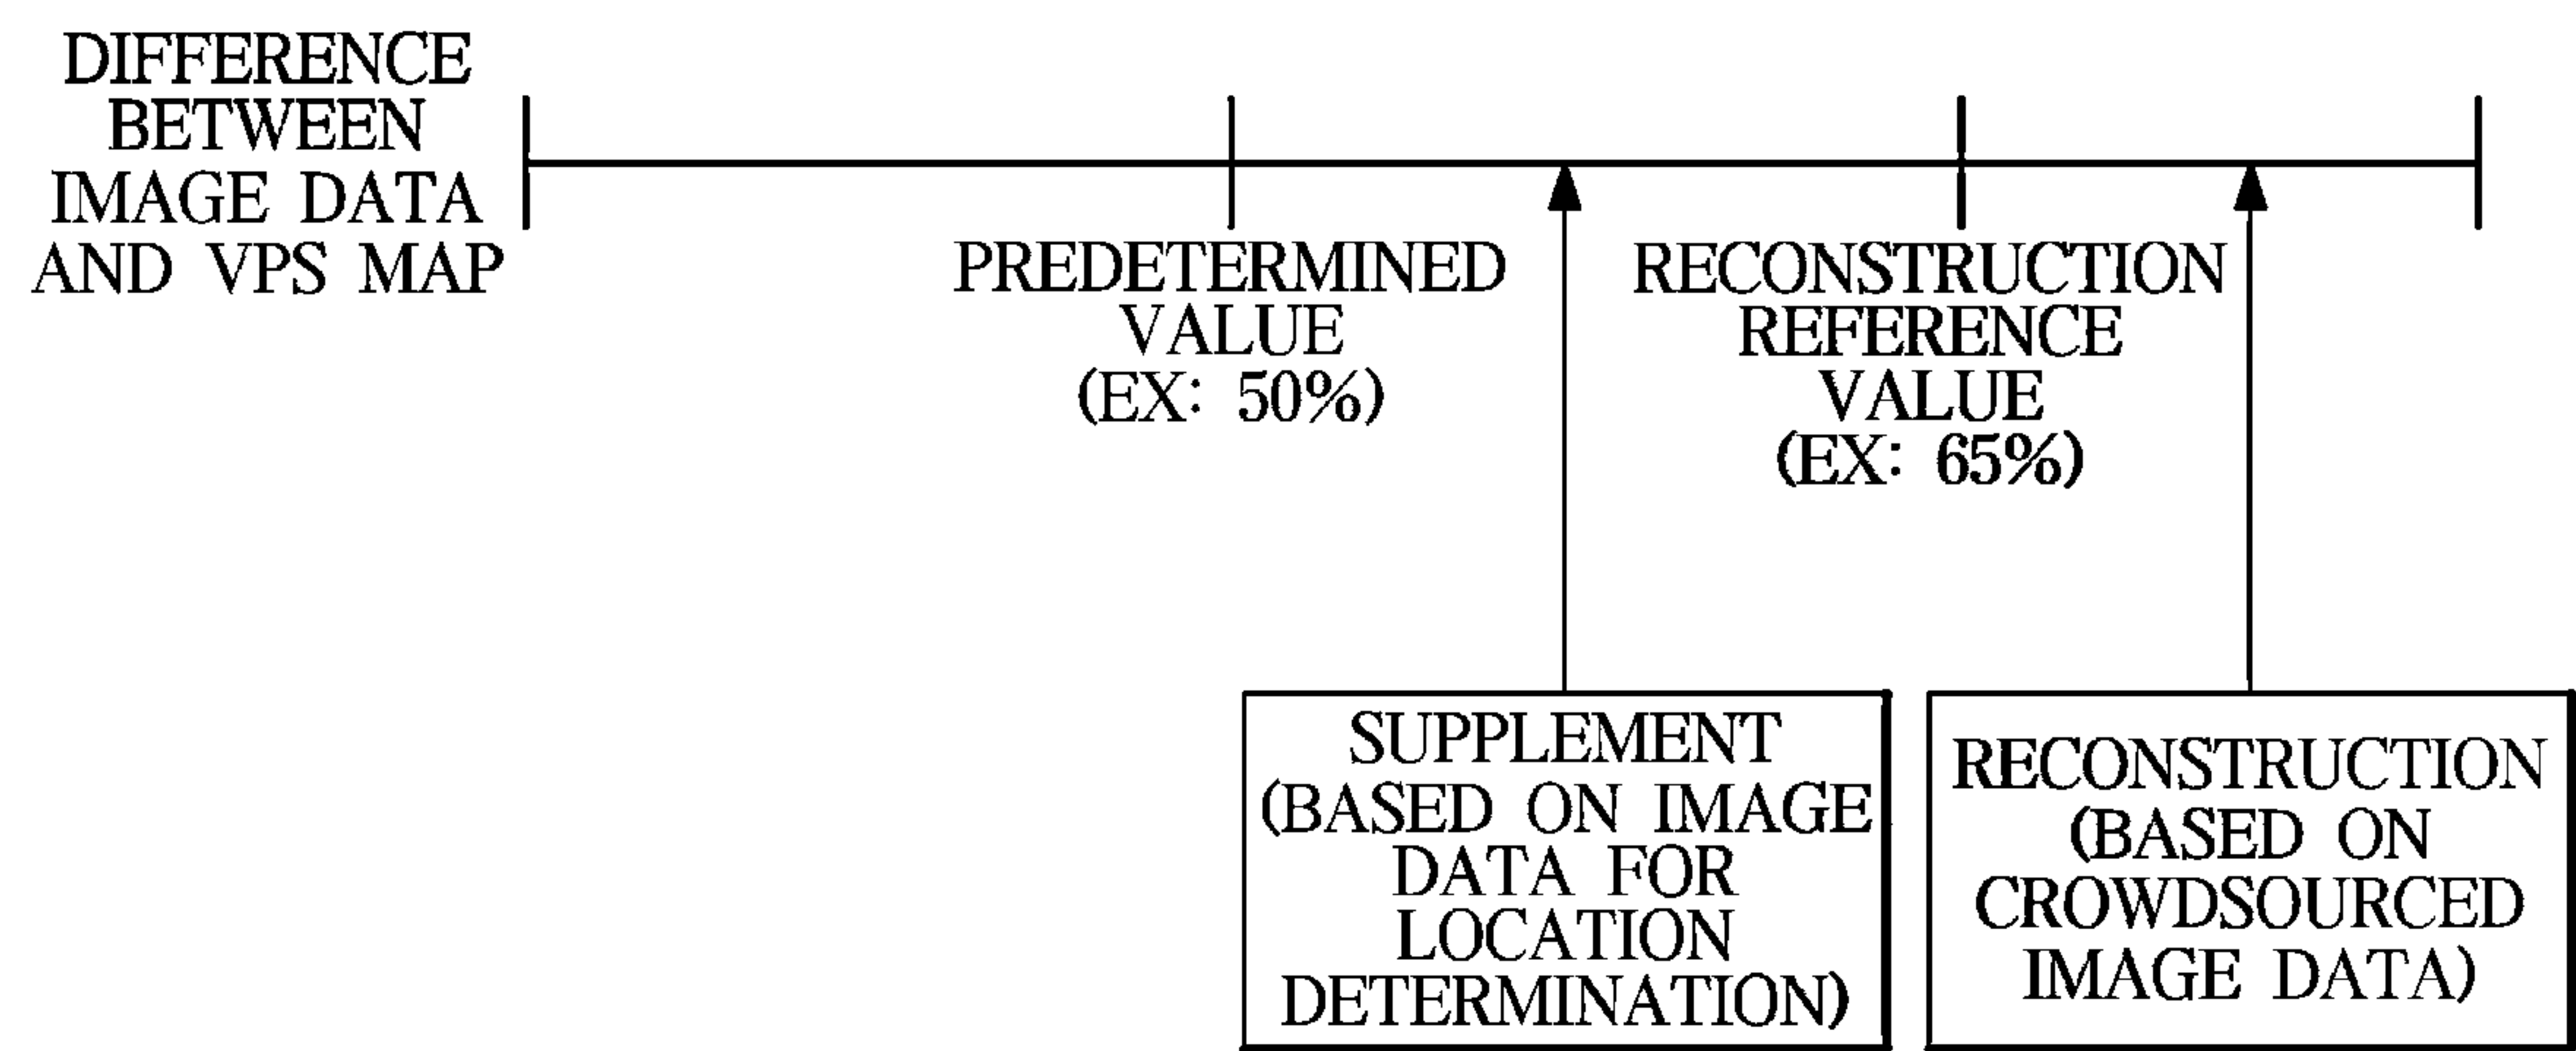 DIFFERENCE
BETWEEN
IMAGE DATA
AND VPS MAP
PREDETERMINED
VALUE
(EX: 50%)
RECONSTRUCTION
REFERENCE
VALUE
(EX: 65%)
SUPPLEMENT
(BASED ON IMAGE
DATA FOR
LOCATION
DETERMINATION)
RECONSTRUCTION
(BASED ON
CROWDSOURCED
IMAGE DATA)